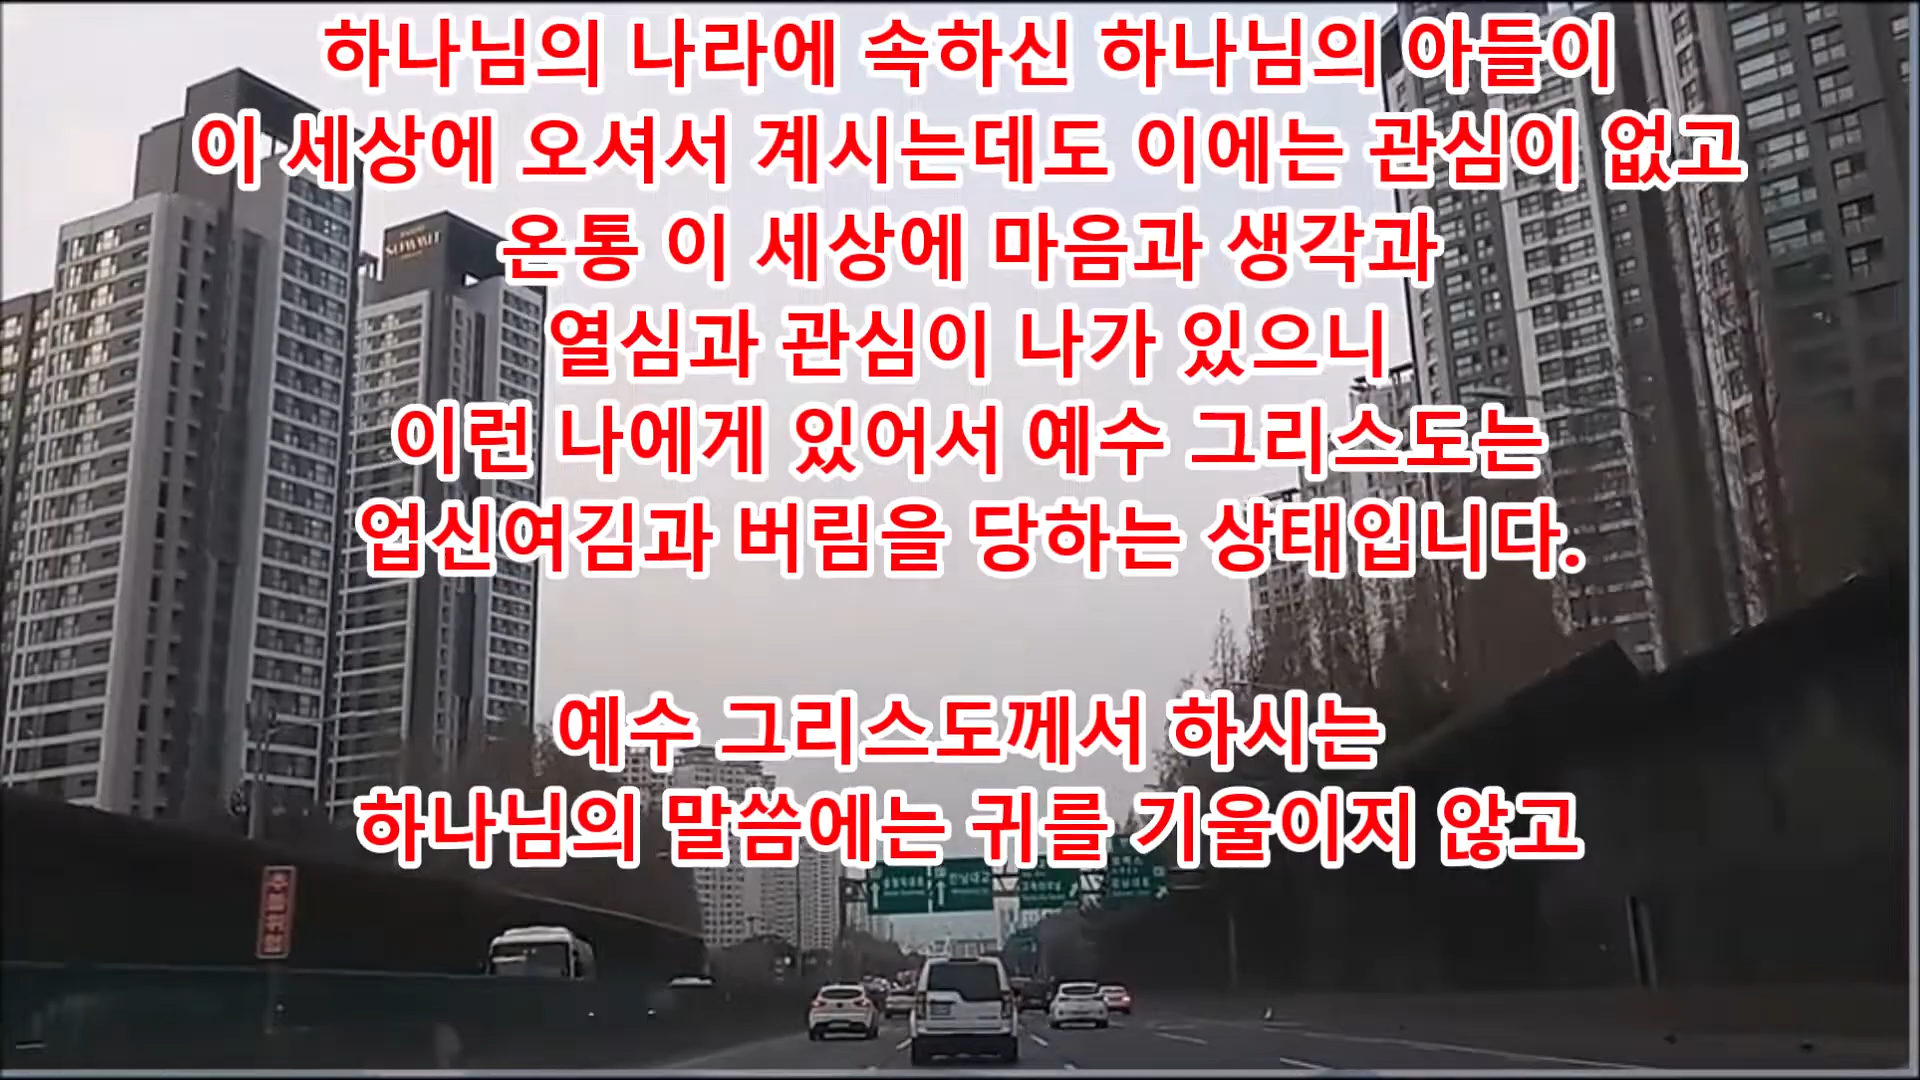 하나님의 나라에 속하신 하나님의 아들이
이 세상에 오셔서 계시는데도 이에는 관심이 없고
온통 이 세상에 마음과 생각과
열심과 관심이 나가 있으니
이런 나에게 있어서 예수 그리스도는
업신여김과 버림을 당하는 상태입니다.
예수 그리스도께서 하시는
하나님의 말씀에는 귀를 기울이지 않고